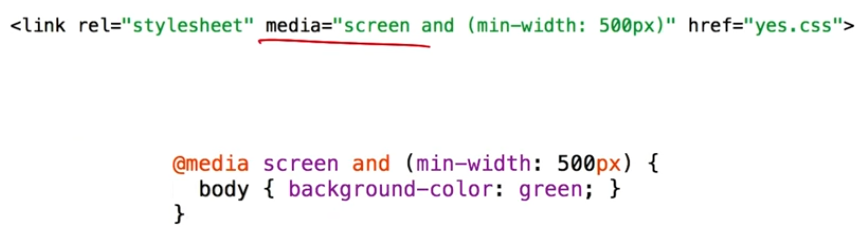 <link rel="stylesheet" media="screen and (min-width: 500px)" href="yes.css">
@media screen and (min-width: 500px) {
  body { background-color: green; }
}